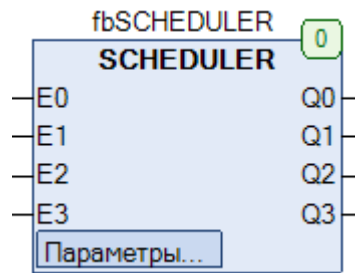 fbSCHEDULER
0
SCHEDULER
E0 Q0
E1 Q1
E2 Q2
E3 Q3
Параметры...